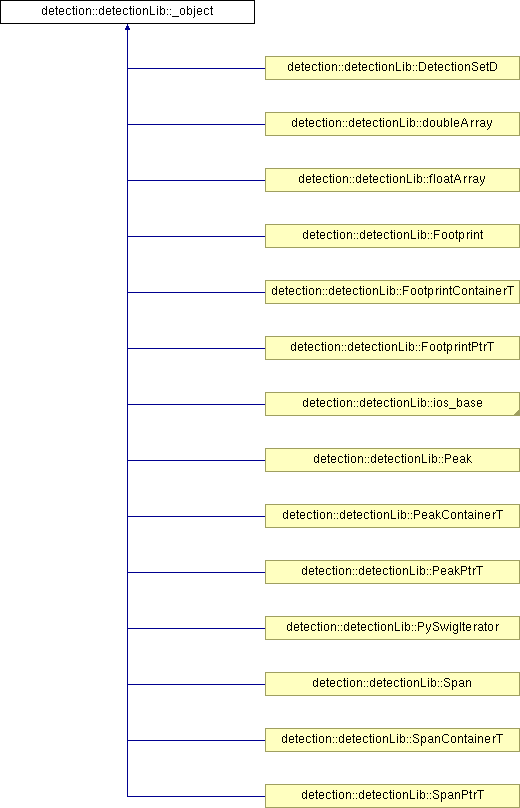 detection::detectionLib::_object
detection::detectionLib::DetectionSetD
detection::detectionLib::doubleArray
detection::detectionLib::floatArray
detection::detectionLib::Footprint
detection::detectionLib::FootprintContainerT
detection::detectionLib::FootprintPtrT
detection::detectionLib::ios_base
detection::detectionLib::Peak
detection::detectionLib::PeakContainerT
detection::detectionLib::PeakPtrT
detection::detectionLib::PySwigIterator
detection::detectionLib::Span
detection::detectionLib::SpanContainerT
detection::detectionLib::SpanPtrT